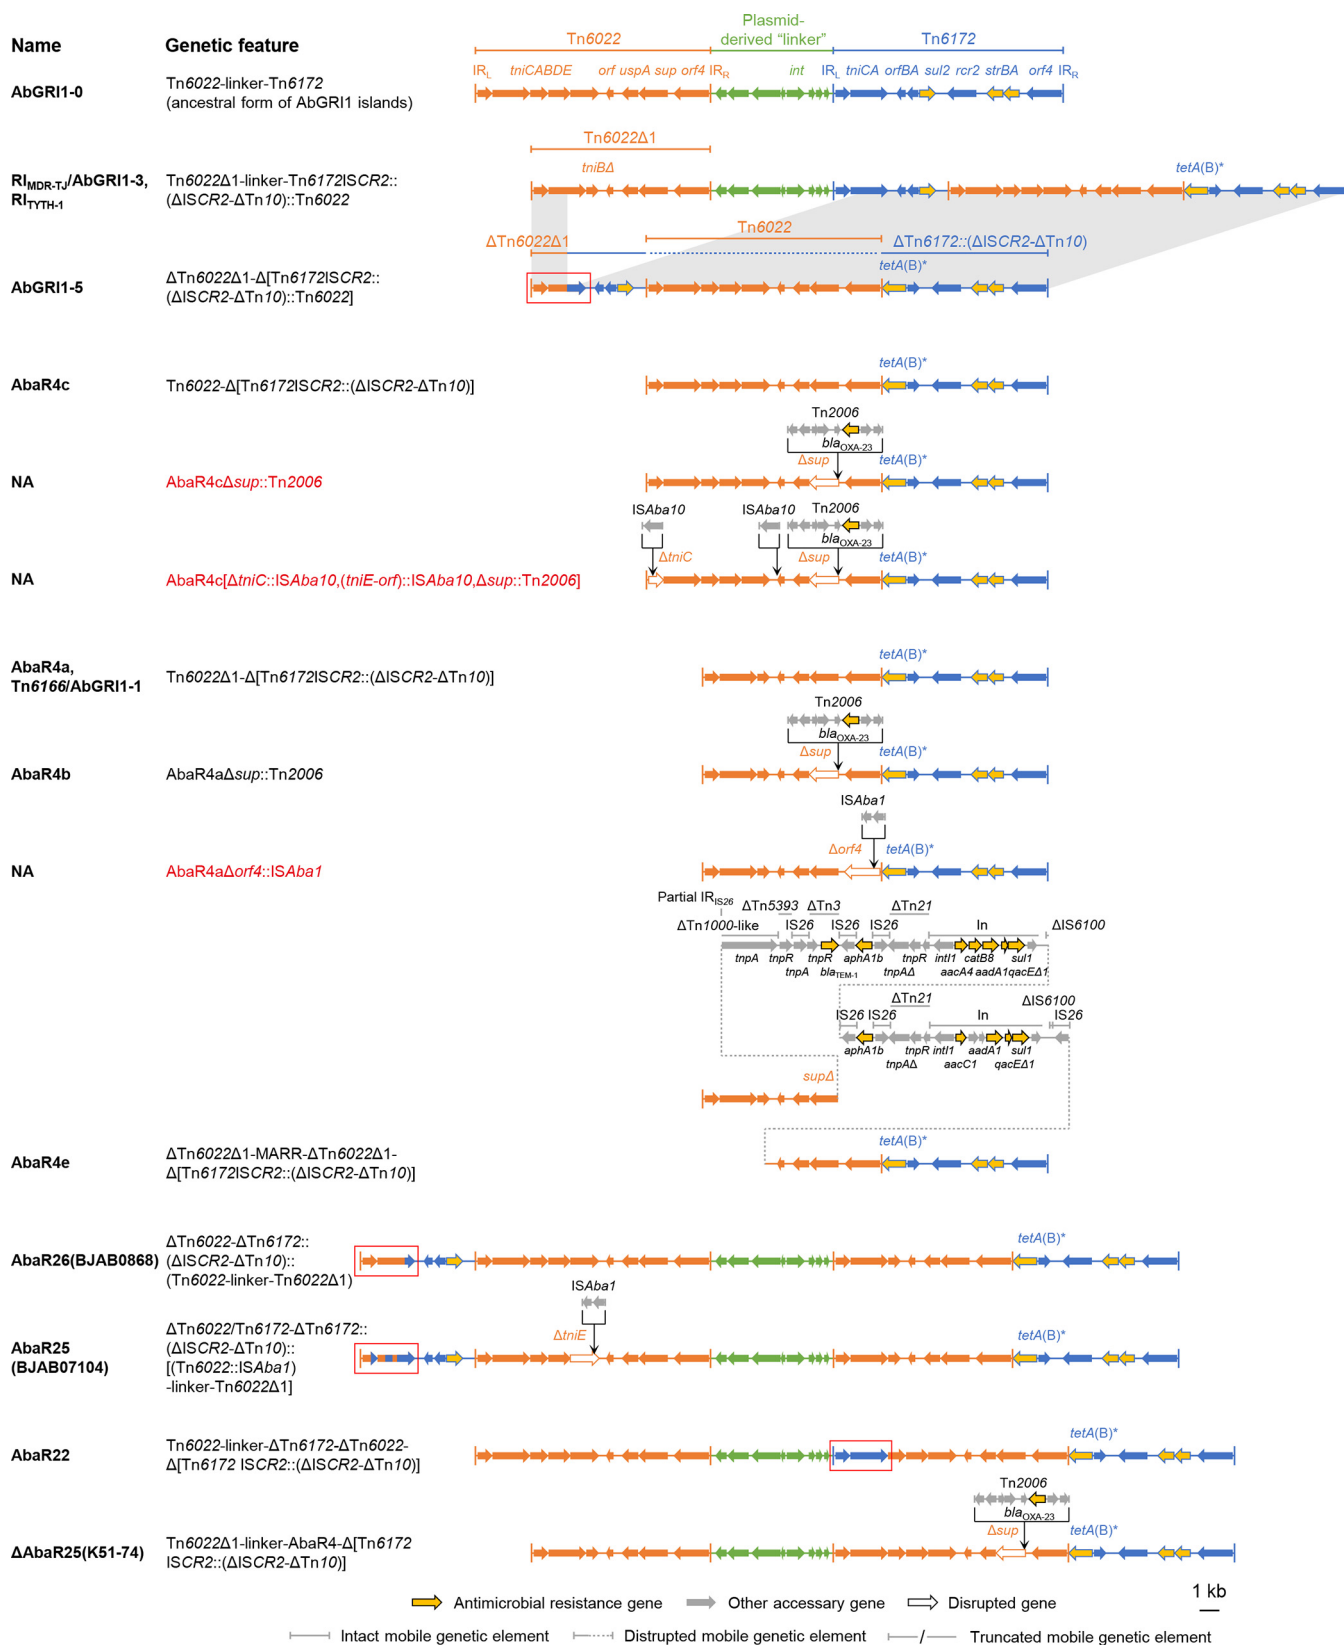 Plasmid-
Name Genetic feature Tn6022 derived “linker” Tn6172
IRL tniCABDE orf uspA sup orf4 IRR int IRL tniCA orfBA sul2 rcr2 strBA orf4 IRR
AbGRI1-0
Tn6022-linker-Tn6172
(ancestral form of AbGRI1 islands)
Tn6022Δ1
tniBΔ
tetA(B)*
RIMDR-TJ/AbGRI1-3,
RITYTH-1
Tn6022Δ1-linker-Tn6172ISCR2::
(ΔISCR2-ΔTn10)::Tn6022
ΔTn6022Δ1 Tn6022 ΔTn6172::(ΔISCR2-ΔTn10)
tetA(B)*
AbGRI1-5
ΔTn6022Δ1-Δ[Tn6172ISCR2::
(ΔISCR2-ΔTn10)::Tn6022]
tetA(B)*
AbaR4c Tn6022-Δ[Tn6172ISCR2::(ΔISCR2-ΔTn10)]
Tn2006
blaOXA-23
Δsup tetA(B)*
NA AbaR4cΔsup::Tn2006
ISAba10 ISAba10 Tn2006
blaOXA-23
ΔtniC Δsup tetA(B)*
NA AbaR4c[ΔtniC::ISAba10,(tniE-orf)::ISAba10,Δsup::Tn2006]
tetA(B)*
AbaR4a,
Tn6166/AbGRI1-1
Tn6022Δ1-Δ[Tn6172ISCR2::(ΔISCR2-ΔTn10)]
Tn2006
blaOXA-23
Δsup tetA(B)*
AbaR4b AbaR4aΔsup::Tn2006
ISAba1
Δorf4 tetA(B)*
NA AbaR4aΔorf4::ISAba1
Partial IRIS26
ΔTn5393 ΔTn3 ΔTn21
ΔTn1000-like IS26 IS26 IS26 In ΔIS6100
tnpA tnpR tnpR aphA1b tnpR intI1 catB8 sul1
tnpA blaTEM-1 tnpAΔ aacA4 aadA1 qacEΔ1
ΔTn21 ΔIS6100
IS26 IS26 In IS26
aphA1b tnpR intI1 aadA1 sul1
tnpAΔ aacC1 qacEΔ1
supΔ
tetA(B)*
AbaR4e
ΔTn6022Δ1-MARR-ΔTn6022Δ1-
Δ[Tn6172ISCR2::(ΔISCR2-ΔTn10)]
tetA(B)*
AbaR26(BJAB0868)
ΔTn6022-ΔTn6172::
(ΔISCR2-ΔTn10)::
(Tn6022-linker-Tn6022Δ1)
ISAba1
ΔtniE tetA(B)*
AbaR25
(BJAB07104)
ΔTn6022/Tn6172-ΔTn6172::
(ΔISCR2-ΔTn10)::
[(Tn6022::ISAba1)
-linker-Tn6022Δ1]
tetA(B)*
AbaR22
Tn6022-linker-ΔTn6172-ΔTn6022-
Δ[Tn6172 ISCR2::(ΔISCR2-ΔTn10)]
Tn2006
blaOXA-23
Δsup tetA(B)*
ΔAbaR25(K51-74)
Tn6022Δ1-linker-AbaR4-Δ[Tn6172
ISCR2::(ΔISCR2-ΔTn10)]
1 kb
Antimicrobial resistance gene Other accessary gene Disrupted gene
Intact mobile genetic element Distrupted mobile genetic element Truncated mobile genetic element